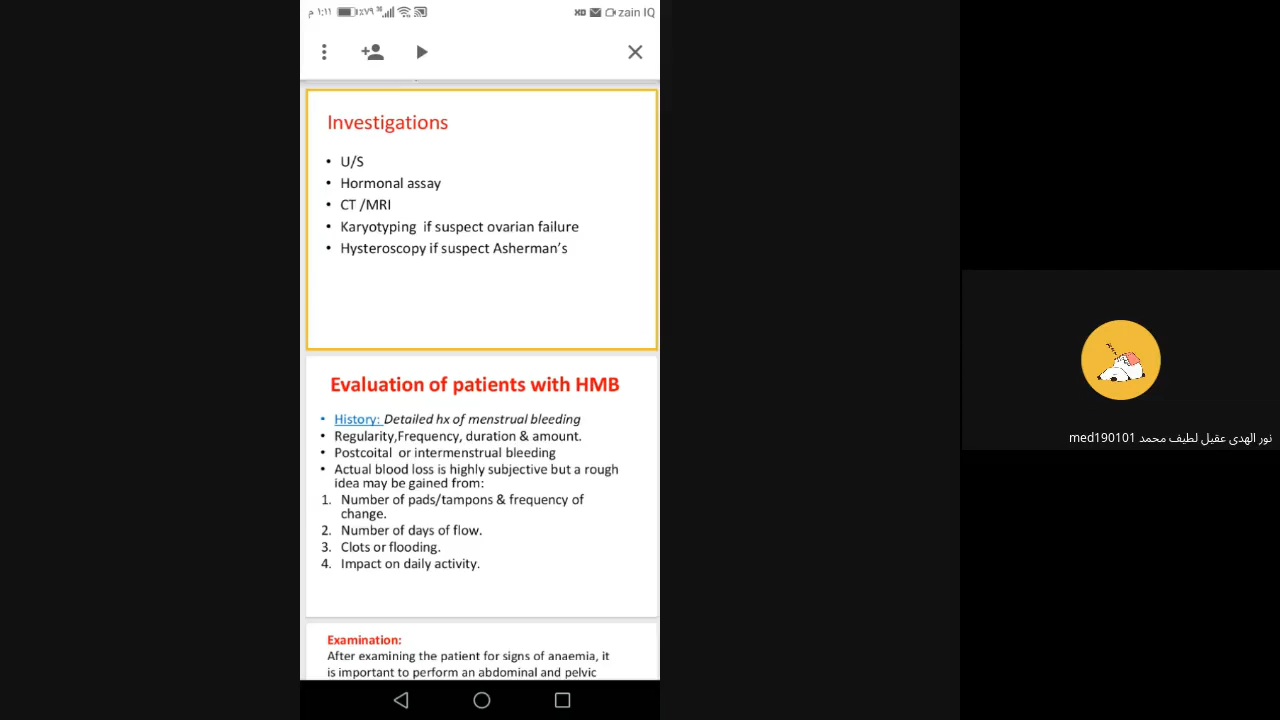 م ١:١١ ٪٧٩ zain IQ
Investigations
• U/S
• Hormonal assay
• CT /MRI
• Karyotyping if suspect ovarian failure
• Hysteroscopy if suspect Asherman’s
Evaluation of patients with HMB
• History: Detailed hx of menstrual bleeding
• Regularity,Frequency, duration & amount.
• Postcoital or intermenstrual bleeding
• Actual blood loss is highly subjective but a rough
idea may be gained from:
1. Number of pads/tampons & frequency of
change.
2. Number of days of flow.
3. Clots or flooding.
4. Impact on daily activity.
Examination:
After examining the patient for signs of anaemia, it
is important to perform an abdominal and pelvic
med190101 نور الهدى عقيل لطيف محمد